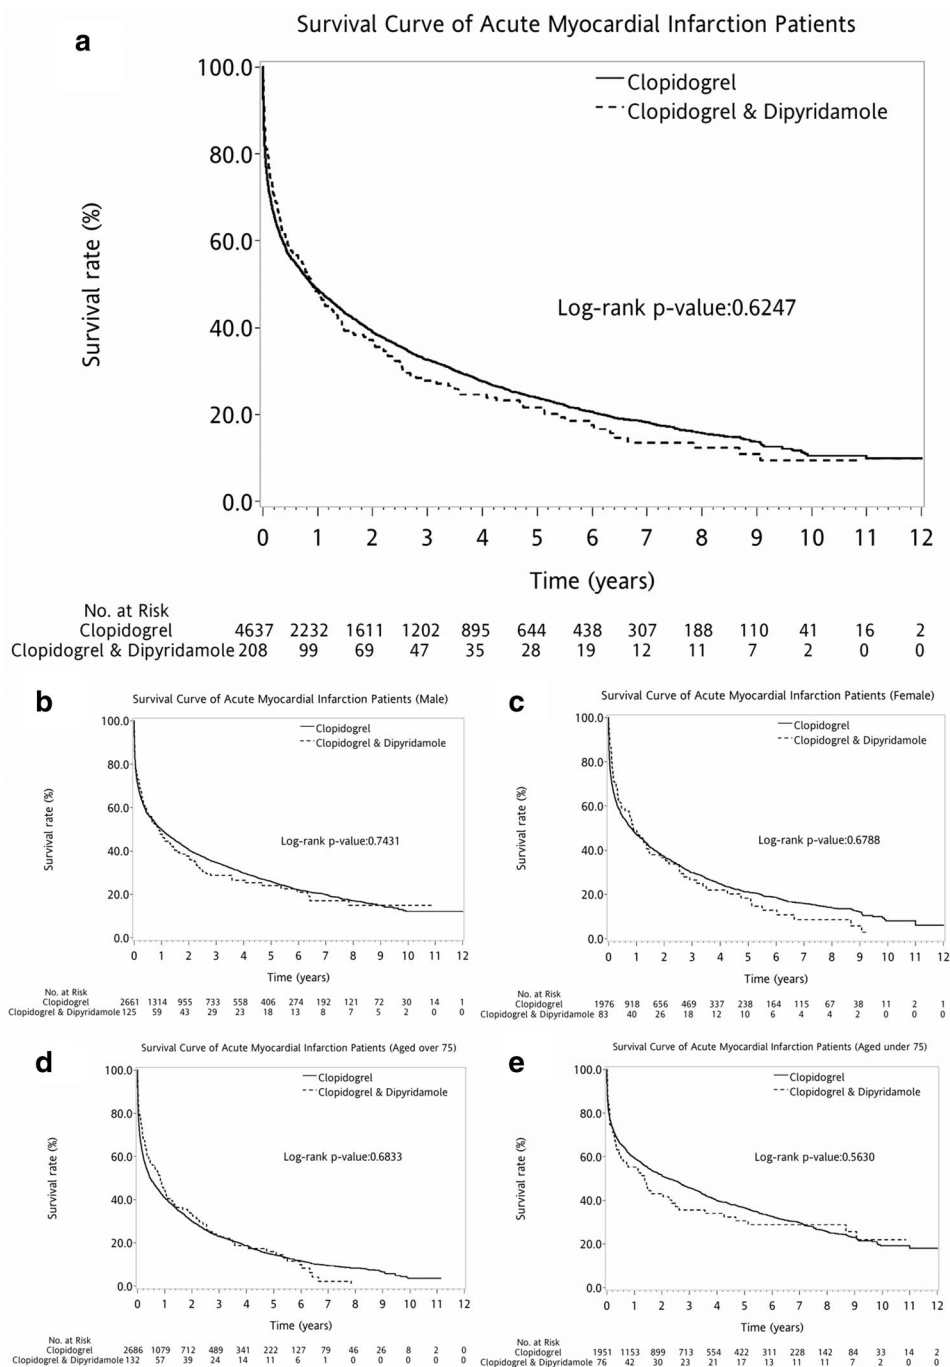 a
Survival Curve of Acute Myocardial Infarction Patients
Clopidogrel
Clopidogrel & Dipyridamole
Log-rank p-value:0.6247
Survival rate (%)
100.0
80.0
60.0
40.0
20.0
0.0
0 1 2 3 4 5 6 7 8 9 10 11 12
Time (years)
No. at Risk
Clopidogrel 4637 2232 1611 1202 895 644 438 307 188 110 41 16 2
Clopidogrel & Dipyridamole 208 99 69 47 35 28 19 12 11 7 2 0 0
b
Survival Curve of Acute Myocardial Infarction Patients (Male)
Clopidogrel
Clopidogrel & Dipyridamole
Log-rank p-value:0.7431
Survival rate (%)
100.0
80.0
60.0
40.0
20.0
0.0
0 1 2 3 4 5 6 7 8 9 10 11 12
Time (years)
No. at Risk
Clopidogrel 2661 1314 955 733 558 406 274 192 121 72 30 14 1
Clopidogrel & Dipyridamole 125 59 43 29 23 18 13 8 7 5 2 0 0
c
Survival Curve of Acute Myocardial Infarction Patients (Female)
Clopidogrel
Clopidogrel & Dipyridamole
Log-rank p-value:0.6788
Survival rate (%)
100.0
80.0
60.0
40.0
20.0
0.0
0 1 2 3 4 5 6 7 8 9 10 11 12
Time (years)
No. at Risk
Clopidogrel 1976 918 656 469 337 238 164 115 67 38 11 2 1
Clopidogrel & Dipyridamole 83 40 26 18 12 10 6 4 4 2 0 0 0
d
Survival Curve of Acute Myocardial Infarction Patients (Aged over 75)
Clopidogrel
Clopidogrel & Dipyridamole
Log-rank p-value:0.6833
Survival rate (%)
100.0
80.0
60.0
40.0
20.0
0.0
0 1 2 3 4 5 6 7 8 9 10 11 12
Time (years)
No. at Risk
Clopidogrel 2686 1079 712 489 341 222 127 79 46 26 8 2 0
Clopidogrel & Dipyridamole 132 57 39 24 14 11 6 1 0 0 0 0 0
e
Survival Curve of Acute Myocardial Infarction Patients (Aged under 75)
Clopidogrel
Clopidogrel & Dipyridamole
Log-rank p-value:0.5630
Survival rate (%)
100.0
80.0
60.0
40.0
20.0
0.0
0 1 2 3 4 5 6 7 8 9 10 11 12
Time (years)
No. at Risk
Clopidogrel 1951 1153 899 713 554 422 311 228 142 84 33 14 2
Clopidogrel & Dipyridamole 76 42 30 23 21 17 13 11 11 7 2 0 0